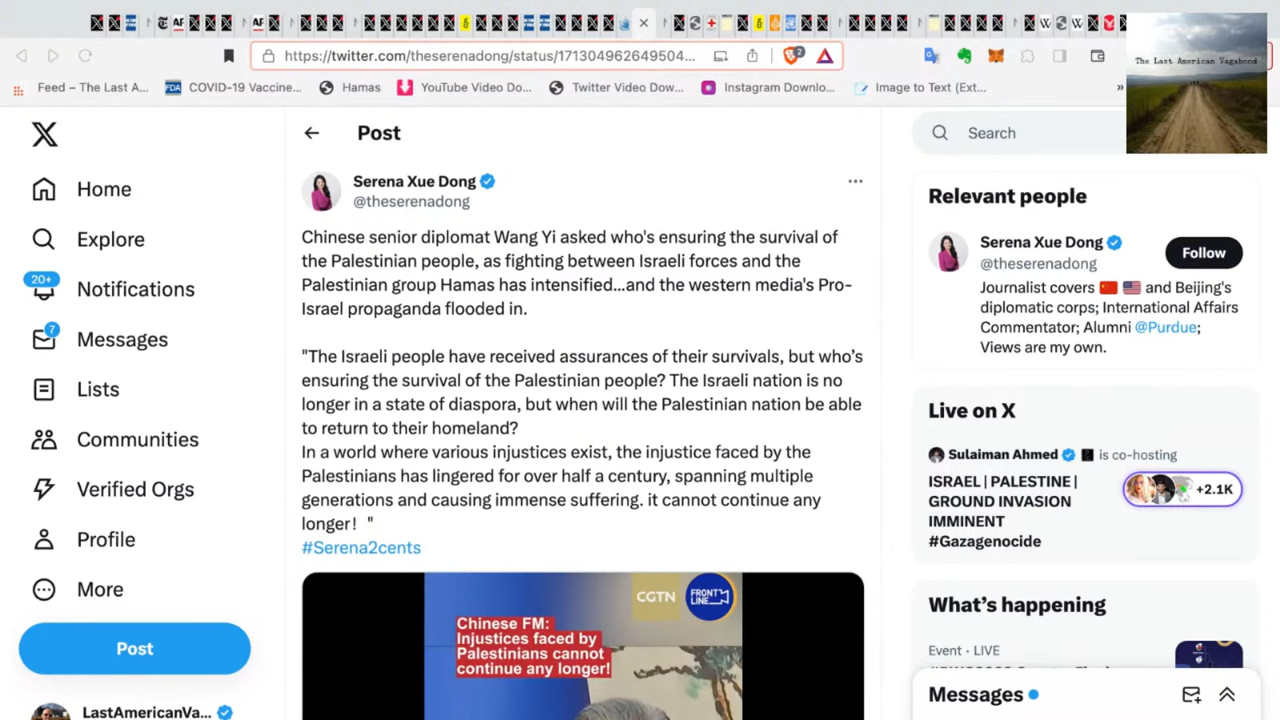 https://twitter.com/theserenadong/status/171304962649504...
2
The Last American Vagabond
Feed – The Last A...
FDA
COVID-19 Vaccine...
Hamas
YouTube Video Do...
Twitter Video Dow...
Instagram Downlo...
Image to Text (Ext...
»
Post
Search
Home
Explore
20+
Notifications
7
Messages
Lists
Communities
Verified Orgs
Profile
More
Post
LastAmericanVa...
Serena Xue Dong
@theserenadong
Chinese senior diplomat Wang Yi asked who's ensuring the survival of
the Palestinian people, as fighting between Israeli forces and the
Palestinian group Hamas has intensified...and the western media's Pro-
Israel propaganda flooded in.
"The Israeli people have received assurances of their survivals, but who's
ensuring the survival of the Palestinian people? The Israeli nation is no
longer in a state of diaspora, but when will the Palestinian nation be able
to return to their homeland?
In a world where various injustices exist, the injustice faced by the
Palestinians has lingered for over half a century, spanning multiple
generations and causing immense suffering. it cannot continue any
longer! "
#Serena2cents
CGTN
FRONT
LINE
Chinese FM:
Injustices faced by
Palestinians cannot
continue any longer!
Relevant people
Serena Xue Dong
@theserenadong
Follow
Journalist covers 🇨🇳 🇺🇸 and Beijing's
diplomatic corps; International Affairs
Commentator; Alumni @Purdue;
Views are my own.
Live on X
Sulaiman Ahmed is co-hosting
ISRAEL | PALESTINE |
GROUND INVASION
IMMINENT
#Gazagenocide
+2.1K
What's happening
Event · LIVE
Messages